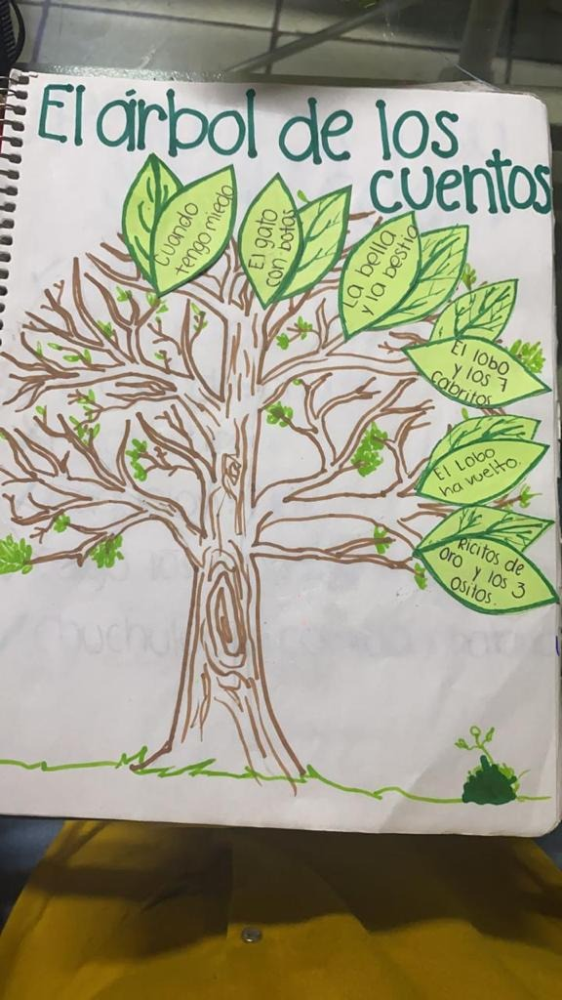 El árbol de los
cuentos
Cuando
tengo miedo
El gato
con botas
La bella
y la bestia
El lobo
y los 7
cabritos
El Lobo
ha vuelto.
Ricitos de
oro y los 3
ositos.